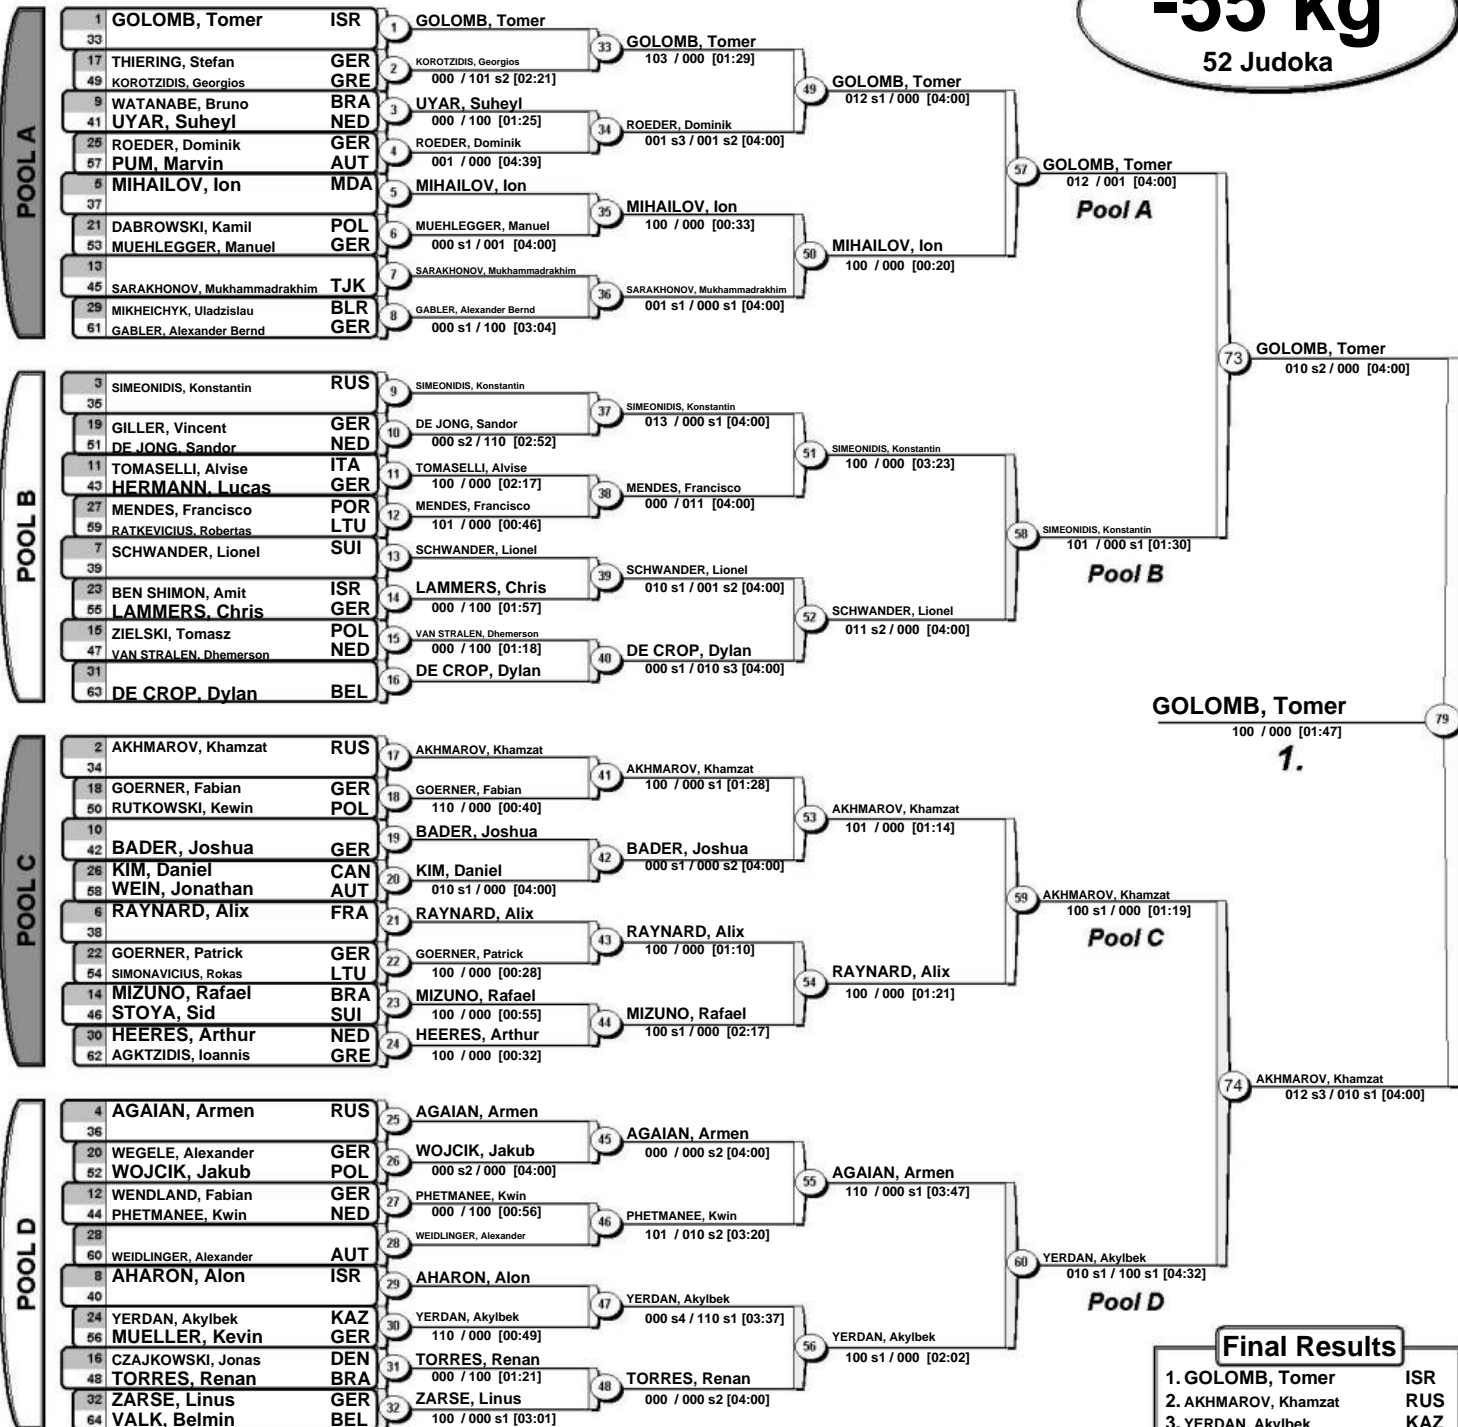 -55 kg
52 Judoka
POOL A
1 GOLOMB, Tomer ISR
33
17 THIERING, Stefan GER
49 KOROTZIDIS, Georgios GRE
9 WATANABE, Bruno BRA
41 UYAR, Suheyl NED
25 ROEDER, Dominik GER
57 PUM, Marvin AUT
5 MIHAILOV, Ion MDA
37
21 DABROWSKI, Kamil POL
53 MUEHLEGGER, Manuel GER
13
45 SARAKHONOV, Mukhammadrakhim TJK
29 MIKHEICHYK, Uladzislau BLR
61 GABLER, Alexander Bernd GER
1 GOLOMB, Tomer
2 KOROTZIDIS, Georgios
000 / 101 s2 [02:21]
3 UYAR, Suheyl
000 / 100 [01:25]
4 ROEDER, Dominik
001 / 000 [04:39]
5 MIHAILOV, Ion
6 MUEHLEGGER, Manuel
000 s1 / 001 [04:00]
7 SARAKHONOV, Mukhammadrakhim
8 GABLER, Alexander Bernd
000 s1 / 100 [03:04]
33 GOLOMB, Tomer
103 / 000 [01:29]
34 ROEDER, Dominik
001 s3 / 001 s2 [04:00]
35 MIHAILOV, Ion
100 / 000 [00:33]
36 SARAKHONOV, Mukhammadrakhim
001 s1 / 000 s1 [04:00]
49 GOLOMB, Tomer
012 s1 / 000 [04:00]
50 MIHAILOV, Ion
100 / 000 [00:20]
57 GOLOMB, Tomer
012 / 001 [04:00]
Pool A
POOL B
3 SIMEONIDIS, Konstantin RUS
35
19 GILLER, Vincent GER
51 DE JONG, Sandor NED
11 TOMASELLI, Alvise ITA
43 HERMANN, Lucas GER
27 MENDES, Francisco POR
59 RATKEVICIUS, Robertas LTU
7 SCHWANDER, Lionel SUI
39
23 BEN SHIMON, Amit ISR
55 LAMMERS, Chris GER
15 ZIELSKI, Tomasz POL
47 VAN STRALEN, Dhemerson NED
31
63 DE CROP, Dylan BEL
9 SIMEONIDIS, Konstantin
10 DE JONG, Sandor
000 s2 / 110 [02:52]
11 TOMASELLI, Alvise
100 / 000 [02:17]
12 MENDES, Francisco
101 / 000 [00:46]
13 SCHWANDER, Lionel
14 LAMMERS, Chris
000 / 100 [01:57]
15 VAN STRALEN, Dhemerson
000 / 100 [01:18]
16 DE CROP, Dylan
37 SIMEONIDIS, Konstantin
013 / 000 s1 [04:00]
38 MENDES, Francisco
000 / 011 [04:00]
39 SCHWANDER, Lionel
010 s1 / 001 s2 [04:00]
40 DE CROP, Dylan
000 s1 / 010 s3 [04:00]
51 SIMEONIDIS, Konstantin
100 / 000 [03:23]
52 SCHWANDER, Lionel
011 s2 / 000 [04:00]
58 SIMEONIDIS, Konstantin
101 / 000 s1 [01:30]
Pool B
73 GOLOMB, Tomer
010 s2 / 000 [04:00]
GOLOMB, Tomer 79
100 / 000 [01:47]
1.
POOL C
2 AKHMAROV, Khamzat RUS
34
18 GOERNER, Fabian GER
50 RUTKOWSKI, Kewin POL
10
42 BADER, Joshua GER
26 KIM, Daniel CAN
58 WEIN, Jonathan AUT
6 RAYNARD, Alix FRA
38
22 GOERNER, Patrick GER
54 SIMONAVICIUS, Rokas LTU
14 MIZUNO, Rafael BRA
46 STOYA, Sid SUI
30 HEERES, Arthur NED
62 AGKTZIDIS, Ioannis GRE
17 AKHMAROV, Khamzat
18 GOERNER, Fabian
110 / 000 [00:40]
19 BADER, Joshua
20 KIM, Daniel
010 s1 / 000 [04:00]
21 RAYNARD, Alix
22 GOERNER, Patrick
100 / 000 [00:28]
23 MIZUNO, Rafael
100 / 000 [00:55]
24 HEERES, Arthur
100 / 000 [00:32]
41 AKHMAROV, Khamzat
100 / 000 s1 [01:28]
42 BADER, Joshua
000 s1 / 000 s2 [04:00]
43 RAYNARD, Alix
100 / 000 [01:10]
44 MIZUNO, Rafael
100 s1 / 000 [02:17]
53 AKHMAROV, Khamzat
101 / 000 [01:14]
54 RAYNARD, Alix
100 / 000 [01:21]
59 AKHMAROV, Khamzat
100 s1 / 000 [01:19]
Pool C
POOL D
4 AGAIAN, Armen RUS
36
20 WEGELE, Alexander GER
52 WOJCIK, Jakub POL
12 WENDLAND, Fabian GER
44 PHETMANEE, Kwin NED
28
60 WEIDLINGER, Alexander AUT
8 AHARON, Alon ISR
40
24 YERDAN, Akylbek KAZ
56 MUELLER, Kevin GER
16 CZAJKOWSKI, Jonas DEN
48 TORRES, Renan BRA
32 ZARSE, Linus GER
64 VALK, Belmin BEL
25 AGAIAN, Armen
26 WOJCIK, Jakub
000 s2 / 000 [04:00]
27 PHETMANEE, Kwin
000 / 100 [00:56]
28 WEIDLINGER, Alexander
29 AHARON, Alon
30 YERDAN, Akylbek
110 / 000 [00:49]
31 TORRES, Renan
000 / 100 [01:21]
32 ZARSE, Linus
100 / 000 s1 [03:01]
45 AGAIAN, Armen
000 / 000 s2 [04:00]
46 PHETMANEE, Kwin
101 / 010 s2 [03:20]
47 YERDAN, Akylbek
000 s4 / 110 s1 [03:37]
48 TORRES, Renan
000 / 000 s2 [04:00]
55 AGAIAN, Armen
110 / 000 s1 [03:47]
56 YERDAN, Akylbek
100 s1 / 000 [02:02]
60 YERDAN, Akylbek
010 s1 / 100 s1 [04:32]
Pool D
74 AKHMAROV, Khamzat
012 s3 / 010 s1 [04:00]
Final Results
1. GOLOMB, Tomer ISR
2. AKHMAROV, Khamzat RUS
3. YERDAN, Akylbek KAZ